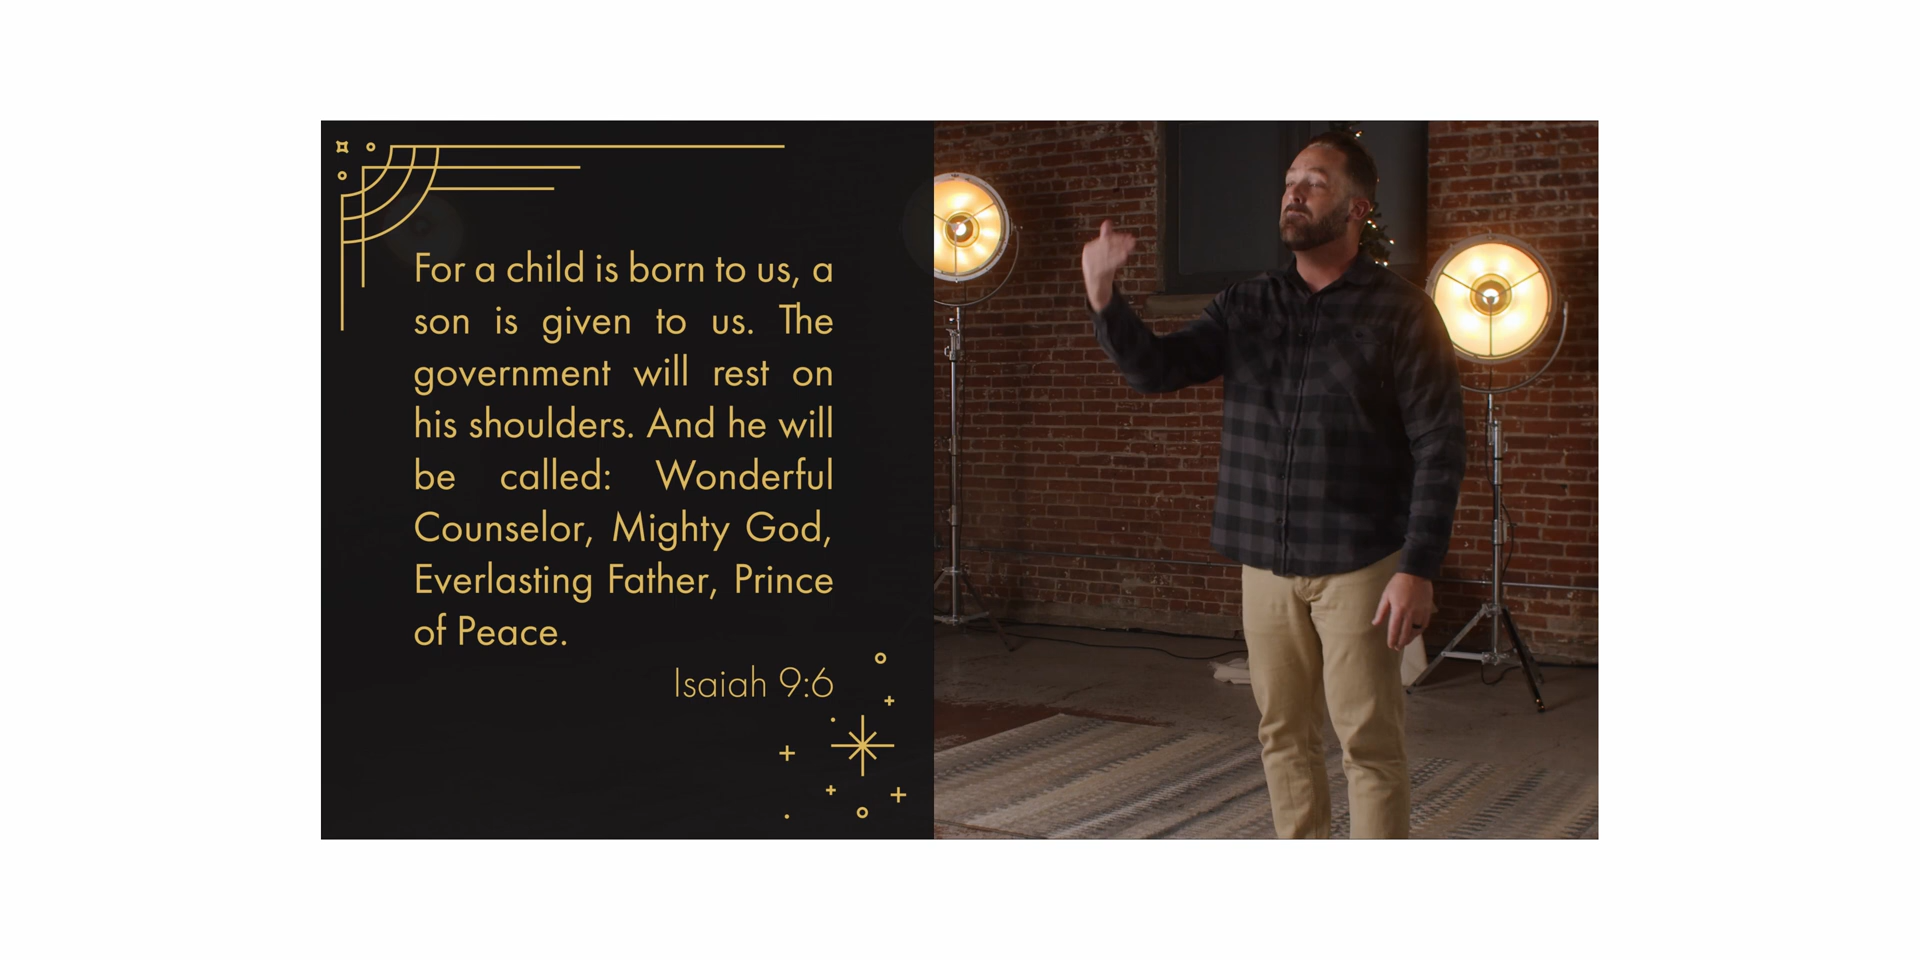 For a child is born to us, a
son is given to us. The
government will rest on
his shoulders. And he will
be called: Wonderful
Counselor, Mighty God,
Everlasting Father, Prince
of Peace.
Isaiah 9:6